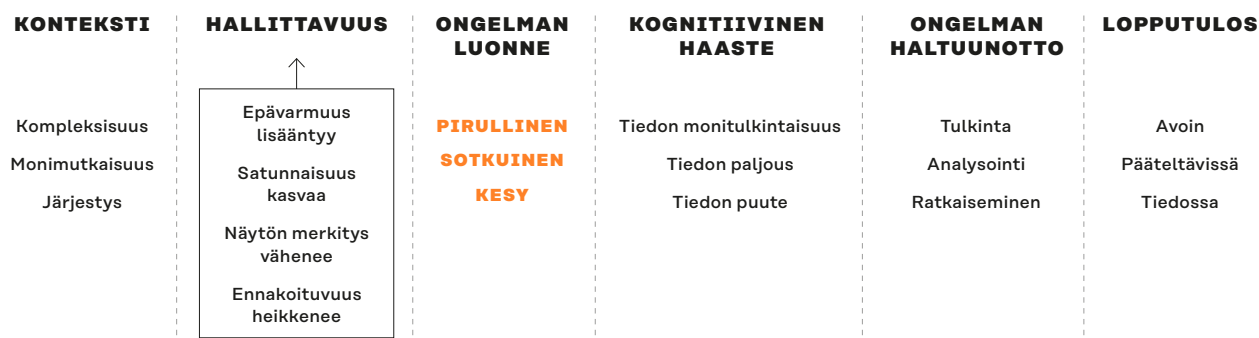 KONTEKSTI
Kompleksisuus
Monimutkaisuus
Järjestys
HALLITTAVUUS
Epävarmuus
lisääntyy
Satunnaisuus
kasvaa
Näytön merkitys
vähenee
Ennakoituvuus
heikkenee
ONGELMAN
LUONNE
PIRULLINEN
SOTKUINEN
KESY
KOGNITIIVINEN
HAASTE
Tiedon monitulkintaisuus
Tiedon paljous
Tiedon puute
ONGELMAN
HALTUUNOTTO
Tulkinta
Analysointi
Ratkaiseminen
LOPPUTULOS
Avoin
Pääteltävissä
Tiedossa